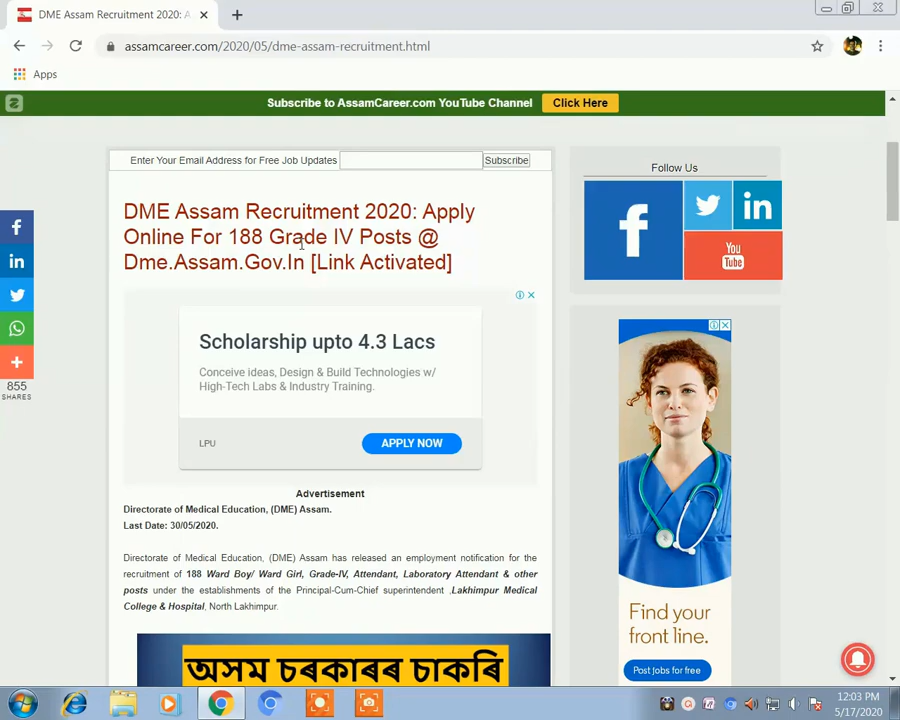 DME Assam Recruitment 2020: A
assamcareer.com/2020/05/dme-assam-recruitment.html
Apps
Subscribe to AssamCareer.com YouTube Channel Click Here
Enter Your Email Address for Free Job Updates Subscribe
Follow Us
DME Assam Recruitment 2020: Apply
Online For 188 Grade IV Posts @
Dme.Assam.Gov.In [Link Activated]
You
Tube
855
SHARES
Scholarship upto 4.3 Lacs
Conceive ideas, Design & Build Technologies w/
High-Tech Labs & Industry Training.
LPU APPLY NOW
Advertisement
Directorate of Medical Education, (DME) Assam.
Last Date: 30/05/2020.
Directorate of Medical Education, (DME) Assam has released an employment notification for the
recruitment of 188 Ward Boy/ Ward Girl, Grade-IV, Attendant, Laboratory Attendant & other
posts under the establishments of the Principal-Cum-Chief superintendent ,Lakhimpur Medical
College & Hospital, North Lakhimpur.
অসম চৰকাৰৰ চাকৰি
Find your
front line.
Post jobs for free
12:03 PM
5/17/2020